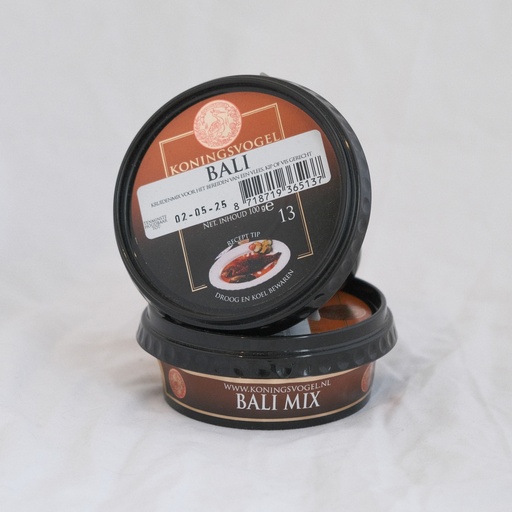 KONINGSVOGEL
BALI
KRUIDENMIX VOOR HET BEREIDEN VAN EEN VLEES, KIP OF VIS GERECHT
02-05-25
8 718719 365137
NET. INHOUD 100 g e
13
RECEPT TIP
DROOG EN KOEL BEWAREN
WWW.KONINGSVOGEL.NL
BALI MIX